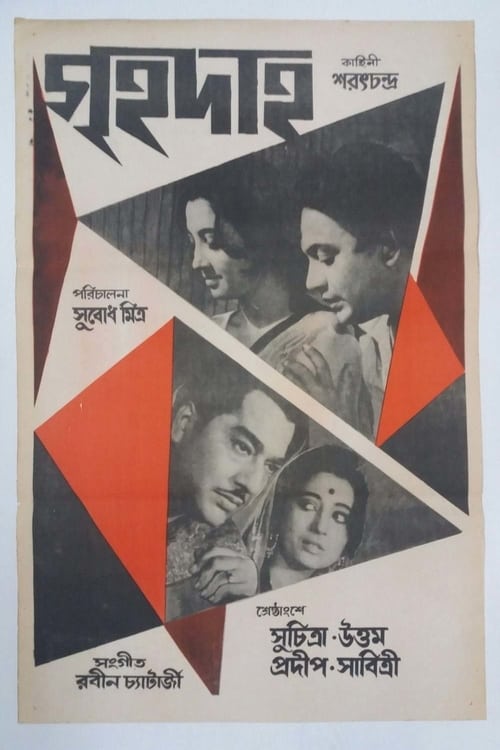 গৃহদাহ
কাহিনী
শরৎচন্দ্র
পরিচালনা
সুবোধ মিত্র
শ্রেষ্ঠাংশে
সুচিত্রা · উত্তম
প্রদীপ · সাবিত্রী
সংগীত
রবীন চ্যাটার্জী